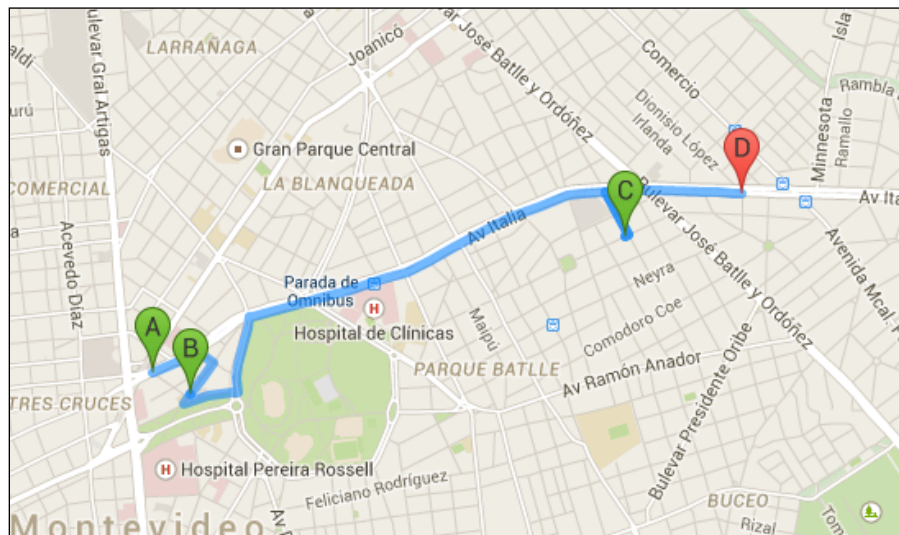 LARRAÑAGA
Joanicó
Bulevar José Batlle y Ordóñez
Comercio
Isla
Rambla
Bulevar Gral Artigas
Gran Parque Central
Dionisio López
Irlanda
Minnesota
Ramallo
COMERCIAL
LA BLANQUEADA
D
C
Acevedo Díaz
Av Italia
Bulevar José Batlle y Ordóñez
Avenida Mcal.
Parada de
Omnibus
Neyra
H
Hospital de Clínicas
Maipú
Comodoro Coe
A
B
PARQUE BATLLE
Av Ramón Anador
Bulevar Presidente Oribe
TRES CRUCES
H
Hospital Pereira Rossell
Feliciano Rodríguez
BUCEO
Montevideo
Rizal